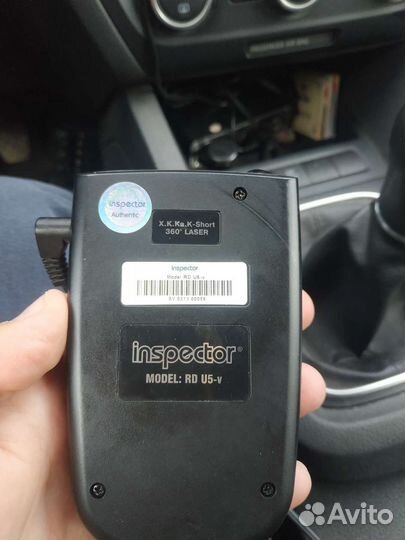 inspector
Authentic
X.K.Ka.K-Short
360° LASER
inspector
Model RD U5-v
inspector®
MODEL: RD U5-v
Avito